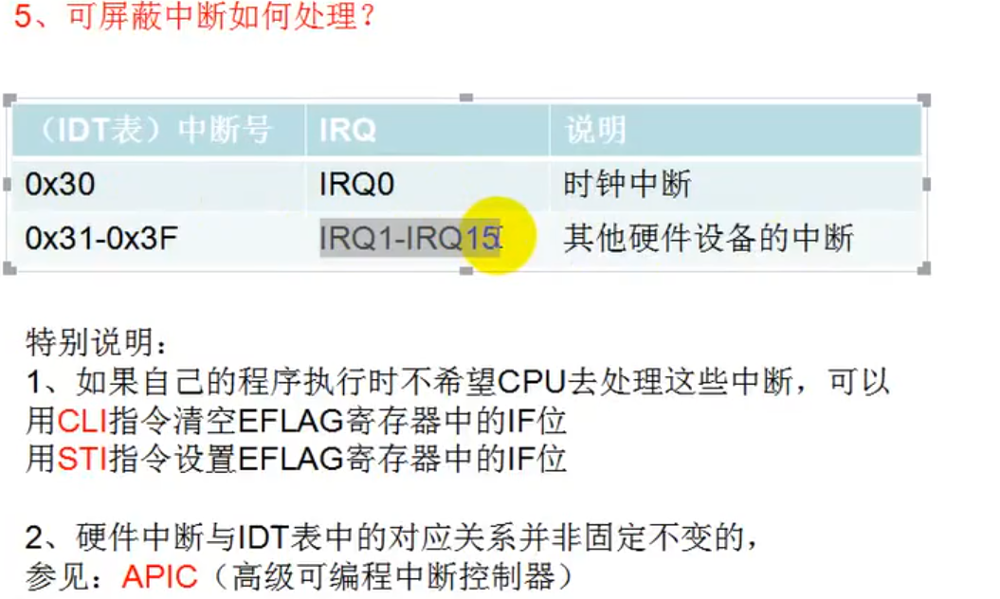 5、可屏蔽中断如何处理？
（IDT表）中断号 IRQ 说明
0x30 IRQ0 时钟中断
0x31-0x3F IRQ1-IRQ15 其他硬件设备的中断
特别说明：
1、如果自己的程序执行时不希望CPU去处理这些中断，可以
用CLI指令清空EFLAG寄存器中的IF位
用STI指令设置EFLAG寄存器中的IF位
2、硬件中断与IDT表中的对应关系并非固定不变的，
参见：APIC（高级可编程中断控制器）